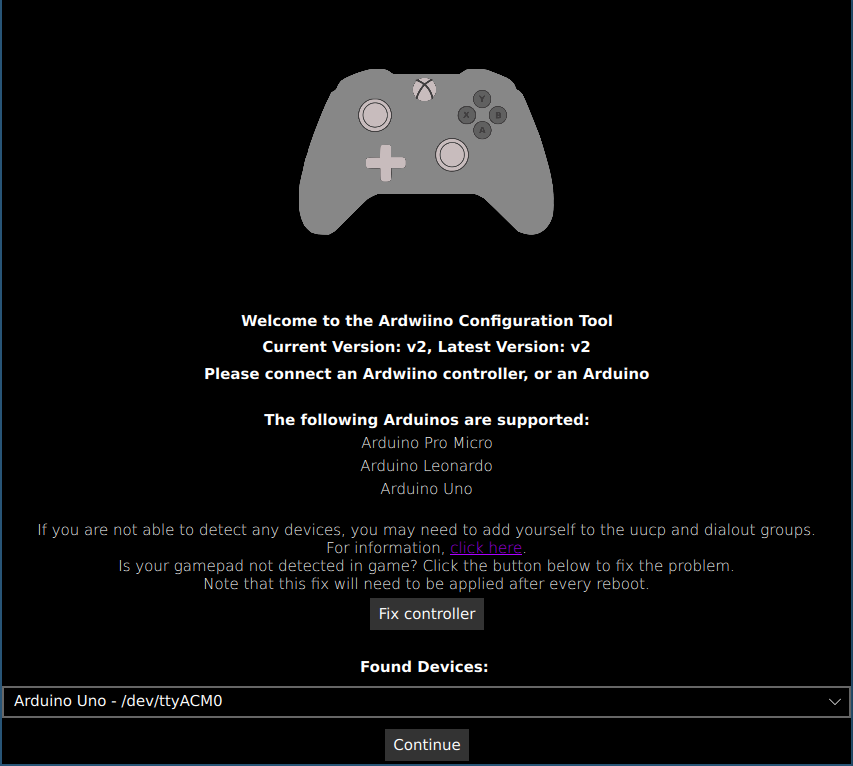 Y
X B
A
Welcome to the Ardwiino Configuration Tool
Current Version: v2, Latest Version: v2
Please connect an Ardwiino controller, or an Arduino
The following Arduinos are supported:
Arduino Pro Micro
Arduino Leonardo
Arduino Uno
If you are not able to detect any devices, you may need to add yourself to the uucp and dialout groups.
For information, click here.
Is your gamepad not detected in game? Click the button below to fix the problem.
Note that this fix will need to be applied after every reboot.
Fix controller
Found Devices:
Arduino Uno - /dev/ttyACM0
Continue